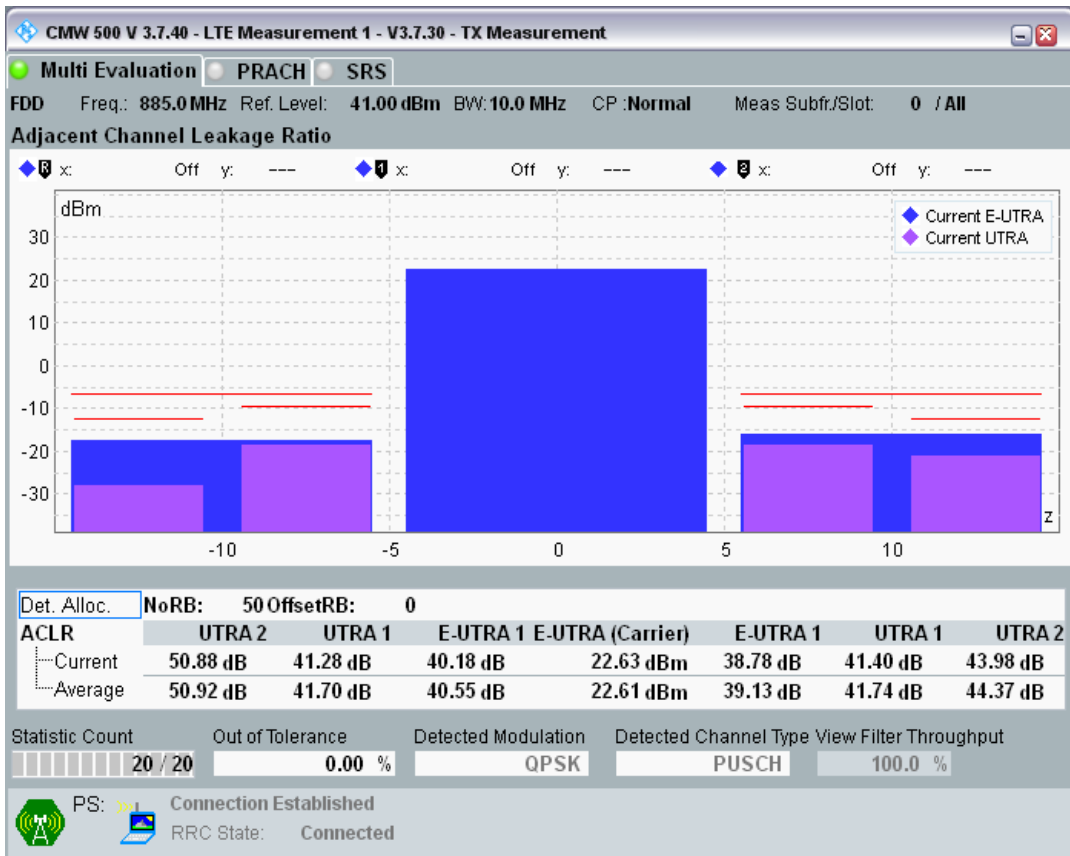 CMW 500 V 3.7.40 - LTE Measurement 1 - V3.7.30 - TX Measurement
Multi Evaluation PRACH SRS
FDD Freq.: 885.0 MHz Ref. Level: 41.00 dBm BW: 10.0 MHz CP :Normal Meas Subfr./Slot: 0 / All
Adjacent Channel Leakage Ratio
R x: Off y: --- 1 x: Off y: --- 2 x: Off y: ---
dBm
Current E-UTRA
Current UTRA
30
20
10
0
-10
-20
-30
z
-10 -5 0 5 10
Det. Alloc. NoRB: 50 OffsetRB: 0
ACLR UTRA 2 UTRA 1 E-UTRA 1 E-UTRA (Carrier) E-UTRA 1 UTRA 1 UTRA 2
Current 50.88 dB 41.28 dB 40.18 dB 22.63 dBm 38.78 dB 41.40 dB 43.98 dB
Average 50.92 dB 41.70 dB 40.55 dB 22.61 dBm 39.13 dB 41.74 dB 44.37 dB
Statistic Count Out of Tolerance Detected Modulation Detected Channel Type View Filter Throughput
20 / 20 0.00 % QPSK PUSCH 100.0 %
PS: Connection Established
RRC State: Connected